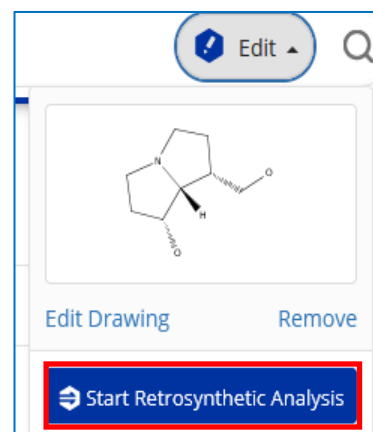 Edit
N
O
H
O
Edit Drawing Remove
Start Retrosynthetic Analysis